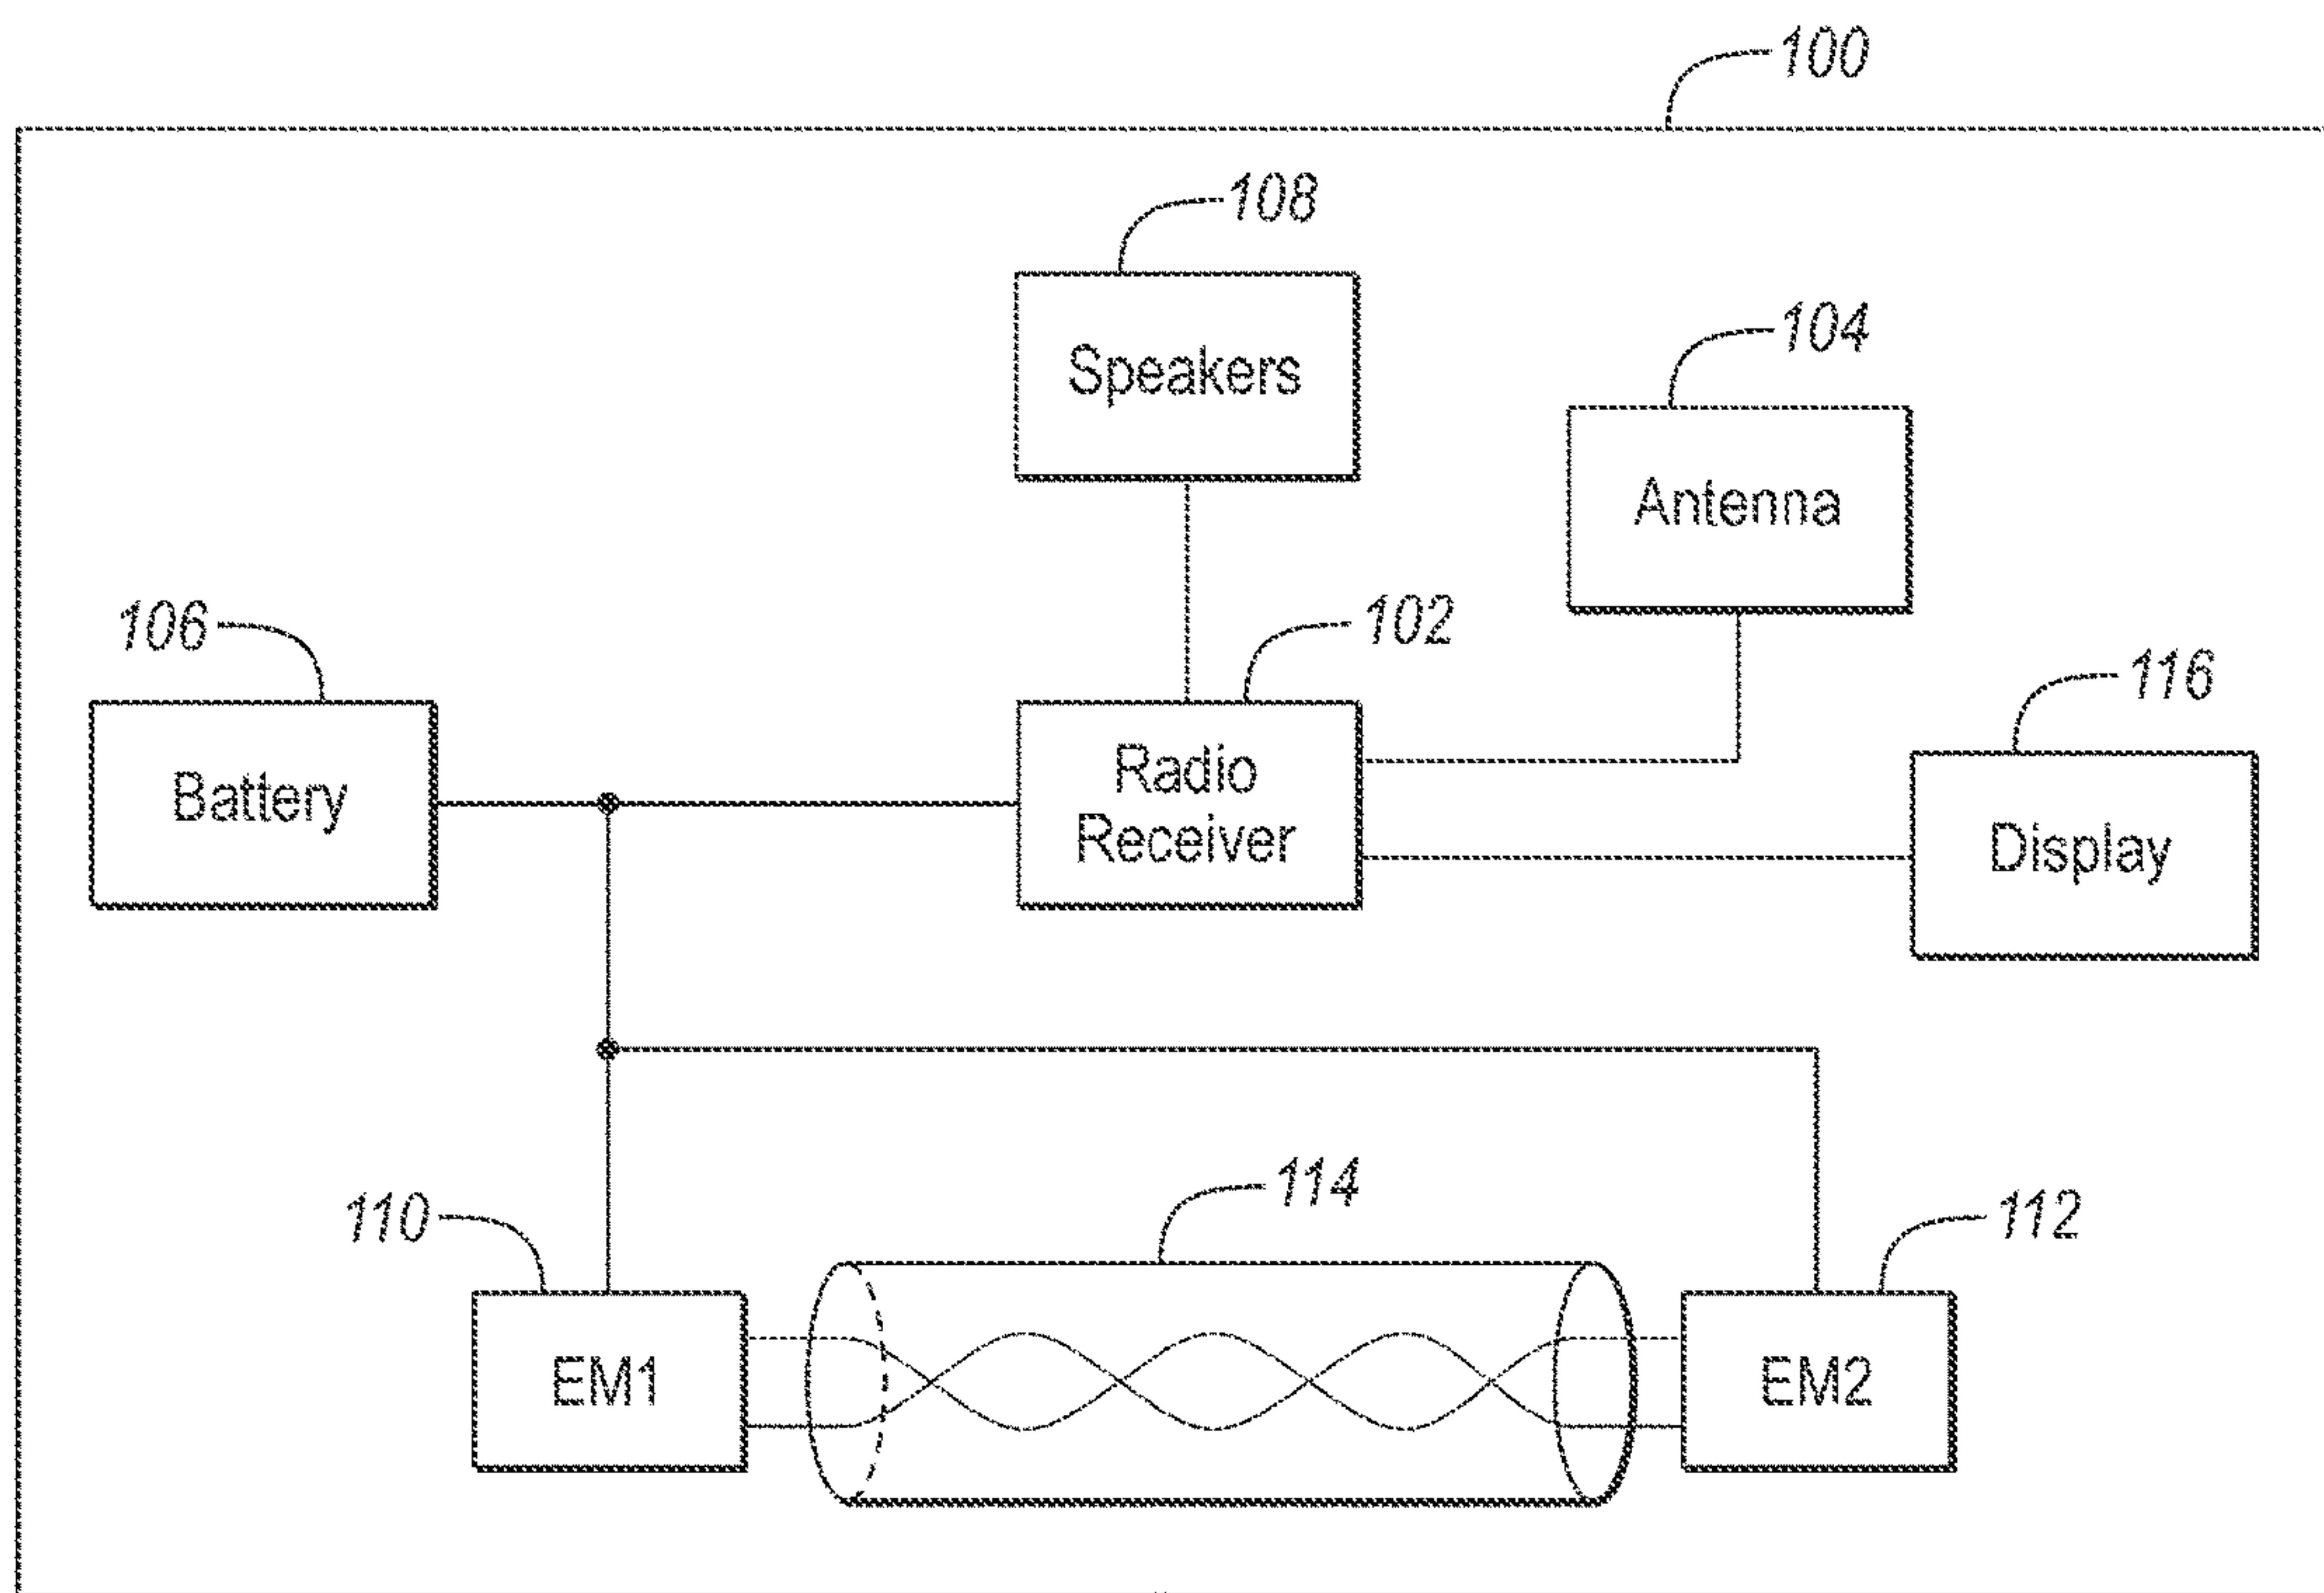 100
108
Speakers
104
Antenna
106
Battery
102
Radio
Receiver
116
Display
110
EM1
114
112
EM2